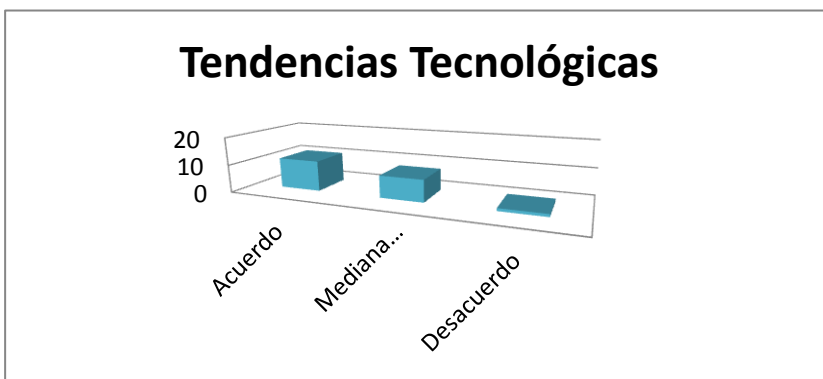 Tendencias Tecnológicas
20
10
0
Acuerdo
Mediana...
Desacuerdo